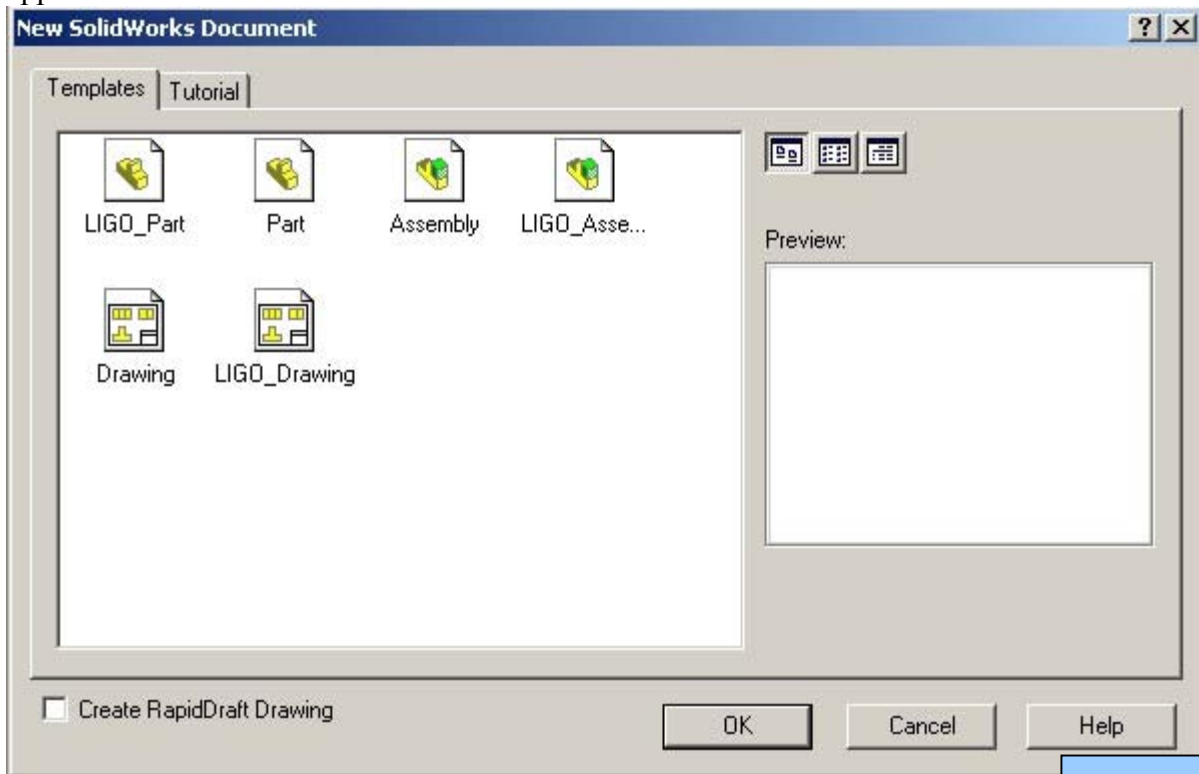 New SolidWorks Document
Templates Tutorial
LIGO_Part Part Assembly LIGO_Asse...
Preview:
Drawing LIGO_Drawing
Create RapidDraft Drawing
OK Cancel Help